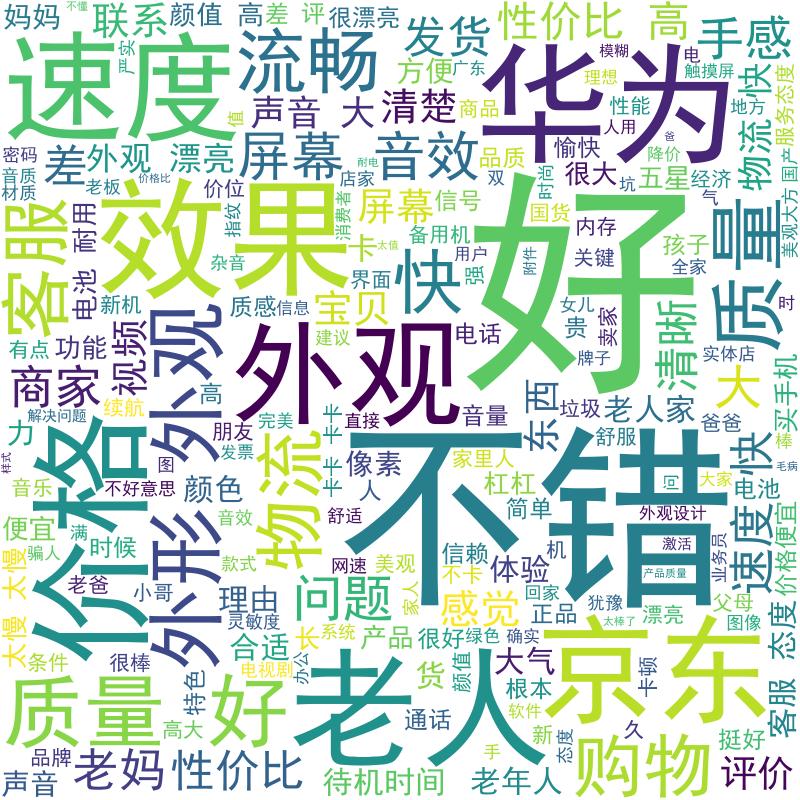 妈妈
不懂
联系
颜值
高差
评
很漂亮
发货
性价比
高
手感
严实
速度
流畅
方便
广东
华为
模糊
电
触摸屏
理想
值
声音
大
清楚
商品
性能
地方
物流快
服务态度
人用
爸
密码
差
外观
漂亮
屏幕
音效
品质
愉快
降价
国产
音质
材质
老板
价格比
价位
店家
耐电
双
很大
坑
五星
经济
气
美观大方
客服
耐用
效果
指纹
消费者
屏幕
信号
时尚
国货
内存
好
质量
杂音
卡
太值
备用机
用户
强
附件
关键
孩子
全家
电池
新机
外观
界面
快
质感
信息
宝贝
女儿
贵
卖家
清晰
有点
功能
视频
建议
外观
电话
牌子
实体店
商家
高
直接
音量
东西
垃圾
老人家
大
买手机
解决问题
续航
力
价格
朋友
发票
完美
卡卡
卡卡
舒服
爸爸
棒
样式
图
物流
像素
家里人
不错
快
毛病
音乐
不好意思
颜色
人
杠杠
问
大家
电池
便宜
满
外形
音效
舒适
简单
外观设计
速度
价格便宜
骗人
时候
款式
网速
美观
信赖
机
激活
业务员
太慢
太慢
老爸
小哥
理由
问题
家人
不卡
体验
回家
产品质量
父母
灵敏度
感觉
正品
犹豫
漂亮
图像
态度
合适
长
系统
产品
很好
绿色
确实
太棒了
条件
很棒
电视剧
办公
老人
货
颜值
大气
京东
客服
质量
特色
好
根本
卡顿
高大
通话
软件
新
久
手
态度
挺好
品牌
声音
老妈
性价比
待机时间
老年人
购物
评价